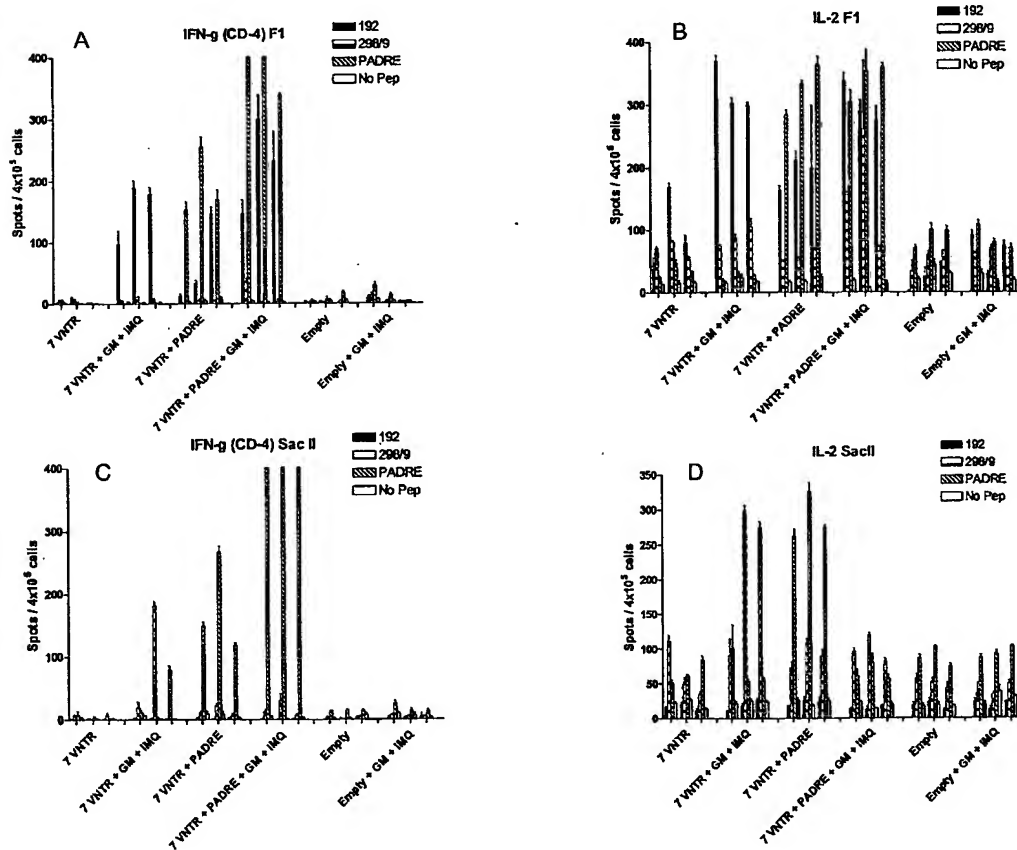 A
IFN-g (CD-4) F1
192
298/9
PADRE
No Pep
Spots / 4x10⁵ cells
400
300
200
100
0
7 VNTR
7 VNTR + GM + IMQ
7 VNTR + PADRE
7 VNTR + PADRE + GM + IMQ
Empty
Empty + GM + IMQ
B
IL-2 F1
192
298/9
PADRE
No Pep
Spots / 4x10⁵ cells
400
300
200
100
0
7 VNTR
7 VNTR + GM + IMQ
7 VNTR + PADRE
7 VNTR + PADRE + GM + IMQ
Empty
Empty + GM + IMQ
C
IFN-g (CD-4) Sac II
192
298/9
PADRE
No Pep
Spots / 4x10⁵ cells
400
300
200
100
0
7 VNTR
7 VNTR + GM + IMQ
7 VNTR + PADRE
7 VNTR + PADRE + GM + IMQ
Empty
Empty + GM + IMQ
D
IL-2 SacII
192
298/9
PADRE
No Pep
Spots / 4x10⁵ cells
350
300
250
200
150
100
50
0
7 VNTR
7 VNTR + GM + IMQ
7 VNTR + PADRE
7 VNTR + PADRE + GM + IMQ
Empty
Empty + GM + IMQ